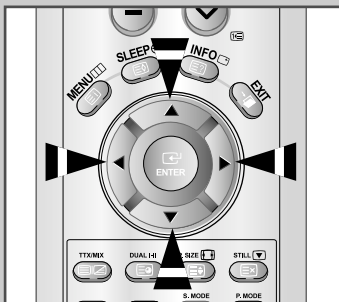 SLEEP
INFO
MENU
EXIT
ENTER
TTX/MIX
DUAL I-II
SIZE
STILL
S. MODE
P. MODE